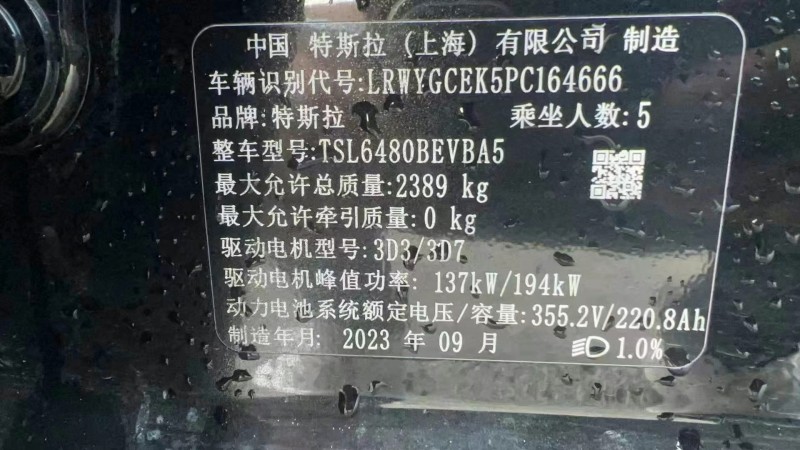 中国 特斯拉 (上海) 有限公司 制造
车辆识别代号:LRWYGCEK5PC164666
品牌:特斯拉 乘坐人数:5
整车型号:TSL6480BEVBA5
最大允许总质量:2389 kg
最大允许牵引质量:0 kg
驱动电机型号:3D3/3D7
驱动电机峰值功率: 137kW/194kW
动力电池系统额定电压/容量:355.2V/220.8Ah
制造年月: 2023 年 09 月 1.0%